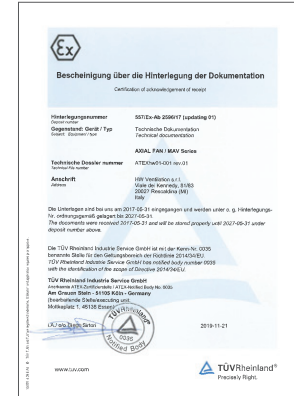 Ex
Bescheinigung über die Hinterlegung der Dokumentation
Certification of acknowledgement of receipt
Hinterlegungsnummer 557/Ex-Ab 2596/17 (updating 01)
Deposit number
Gegenstand: Gerät / Typ Technische Dokumentation
Technical documentation
AXIAL FAN / MAV Series
Technische Dossier nummer ATEXhw01-001 rev.01
Technical File number
Anschrift HW Ventilation s.r.l.
Address Viale dei Kennedy, 81/83
20027 Rescaldina (MI)
Italy
Die Unterlagen sind bei uns am 2017-05-31 eingegangen und werden unter o. g. Hinterlegungs-
Nr. ordnungsgemäß gelagert bis 2027-05-31.
The documents were received 2017-05-31 and will be stored properly until 2027-05-31 under
deposit number above.
Die TÜV Rheinland Industrie Service GmbH ist mit der Kenn-Nr. 0035
benannte Stelle für den Geltungsbereich der Richtlinie 2014/34/EU.
TÜV Rheinland Industrie Service GmbH has notified body number 0035
with the identification of the scope of Directive 2014/34/EU.
TÜV Rheinland Industrie Service GmbH
Am Grauen Stein - 51105 Köln - Germany
45138 Essen
2019-11-21
TÜVRheinland
0035
Notified Body
www.tuv.com
TÜVRheinland®
Precisely Right.